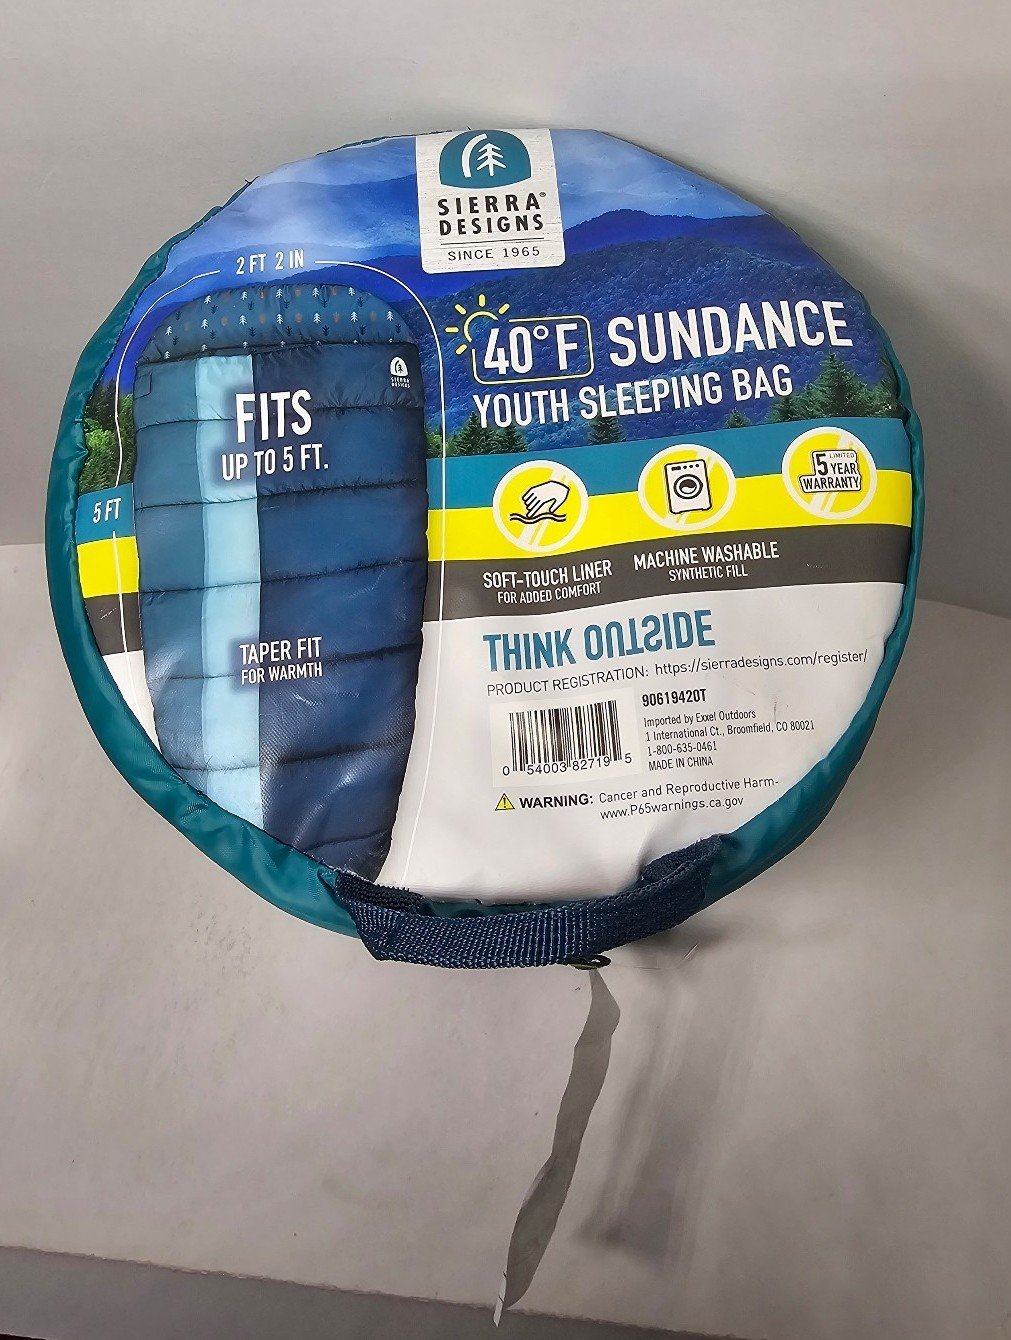 SIERRA®
DESIGNS
SINCE 1965
2 FT 2 IN
40°F SUNDANCE
YOUTH SLEEPING BAG
SIERRA
DESIGNS
FITS
UP TO 5 FT.
5 FT
TAPER FIT
FOR WARMTH
LIMITED
5 YEAR
WARRANTY
SOFT-TOUCH LINER
FOR ADDED COMFORT
MACHINE WASHABLE
SYNTHETIC FILL
THINK OUTSIDE
PRODUCT REGISTRATION: https://sierradesigns.com/register/
90619420T
Imported by Exxel Outdoors
1 International Ct., Broomfield, CO 80021
1-800-635-0461
MADE IN CHINA
0 54003 82719 5
WARNING: Cancer and Reproductive Harm-
www.P65warnings.ca.gov